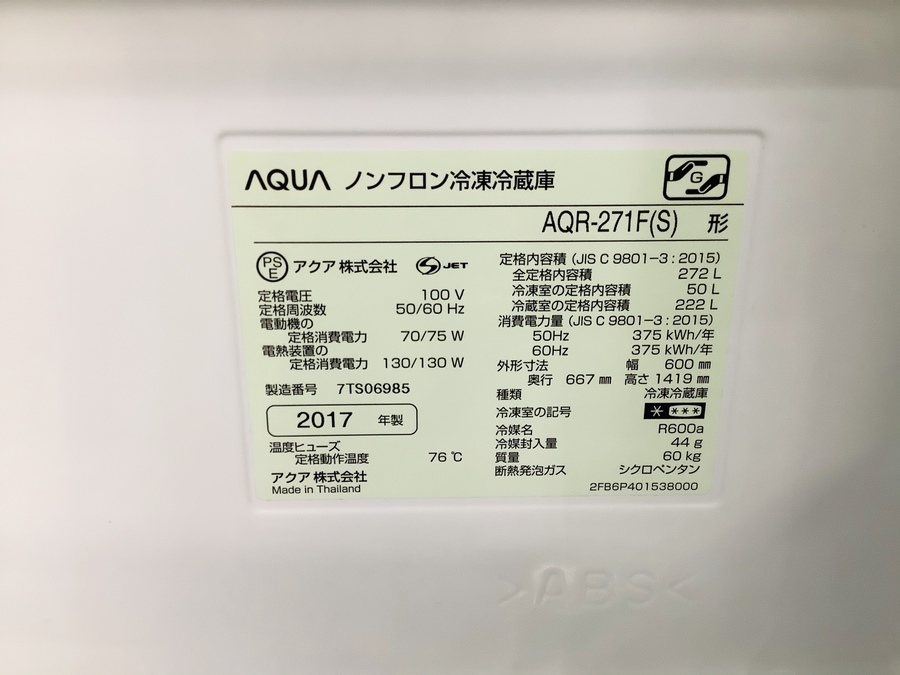 AQUA ノンフロン冷凍冷蔵庫
G
AQR-271F(S) 形
PS E アクア 株式会社 S JET
定格電圧 100 V
定格周波数 50/60 Hz
電動機の
定格消費電力 70/75 W
電熱装置の
定格消費電力 130/130 W
製造番号 7TS06985
2017 年製
温度ヒューズ
定格動作温度 76 ℃
アクア 株式会社
Made in Thailand
定格内容積 (JIS C 9801-3 : 2015)
全定格内容積 272 L
冷凍室の定格内容積 50 L
冷蔵室の定格内容積 222 L
消費電力量 (JIS C 9801-3 : 2015)
50Hz 375 kWh/年
60Hz 375 kWh/年
外形寸法 幅 600 ㎜
奥行 667 ㎜ 高さ 1419 ㎜
種類 冷凍冷蔵庫
冷凍室の記号 * ***
冷媒名 R600a
冷媒封入量 44 g
質量 60 kg
断熱発泡ガス シクロペンタン
2FB6P401538000
>ABS<